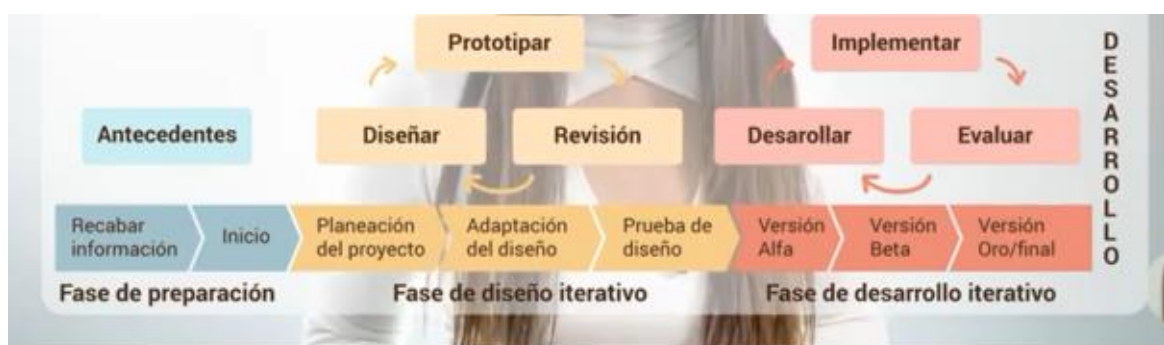 Prototipar
Implementar
Antecedentes
Diseñar
Revisión
Desarollar
Evaluar
Recabar
información
Inicio
Planeación
del proyecto
Adaptación
del diseño
Prueba de
diseño
Versión
Alfa
Versión
Beta
Versión
Oro/final
Fase de preparación
Fase de diseño iterativo
Fase de desarrollo iterativo
DESARROLLO